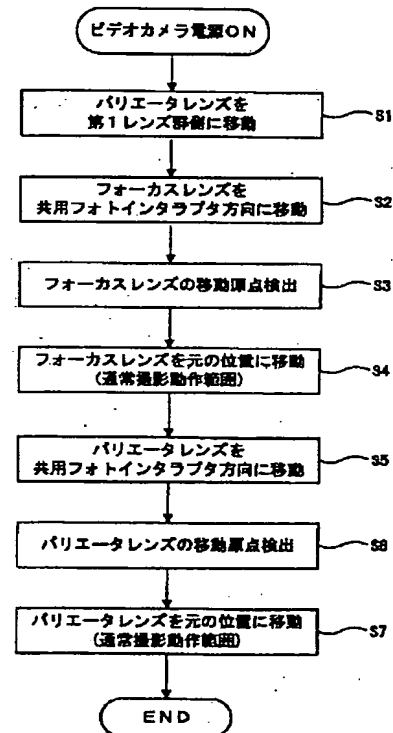 ビデオカメラ電源ON
バリエータレンズを
第1レンズ群側に移動
S1
フォーカスレンズを
共用フォトインタラプタ方向に移動
S2
フォーカスレンズの移動原点検出
S3
フォーカスレンズを元の位置に移動
(通常撮影動作範囲)
S4
バリエータレンズを
共用フォトインタラプタ方向に移動
S5
バリエータレンズの移動原点検出
S6
バリエータレンズを元の位置に移動
(通常撮影動作範囲)
S7
END